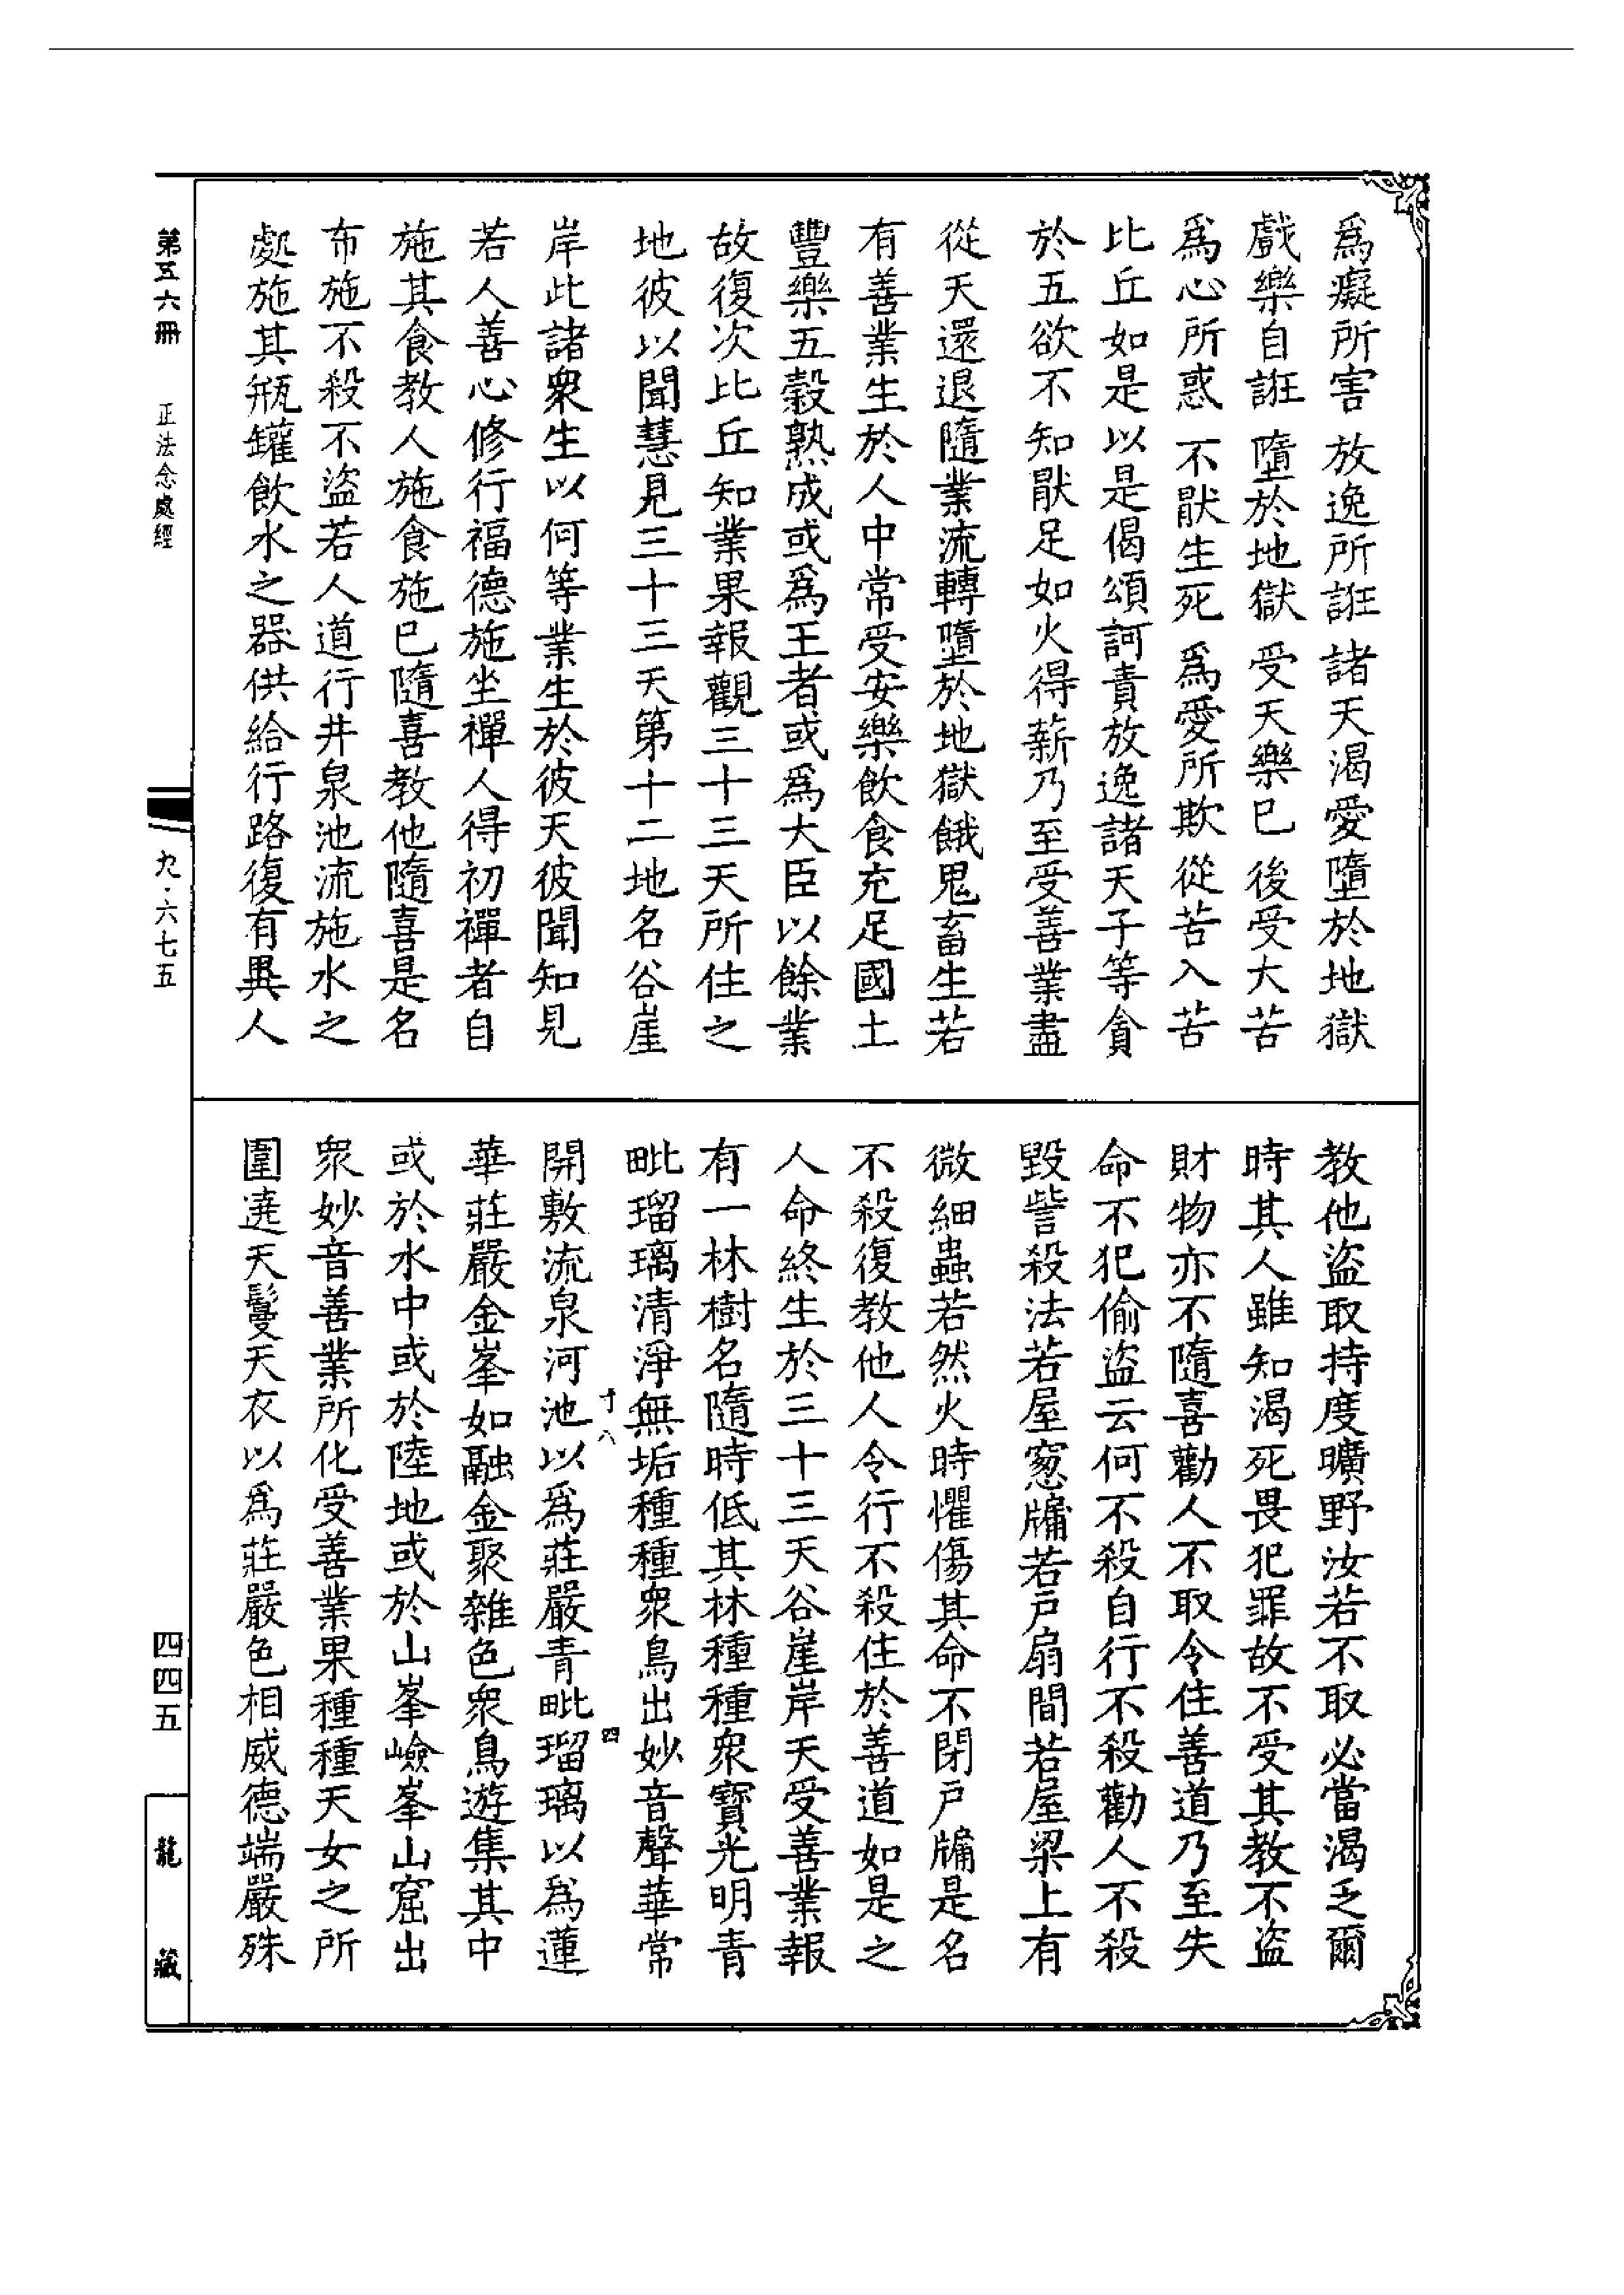 為癡所害 放逸所誑 諸天渴愛 墮於地獄
戲樂自誑 墮於地獄 受天樂已 後受大苦
為心所惑 不猒生死 為愛所欺 從苦入苦
比丘如是以是偈頌訶責放逸諸天子等貪
於五欲不知猒足如火得薪乃至受善業盡
從天還退隨業流轉墮於地獄餓鬼畜生若
有善業生於人中常受安樂飲食充足國土
豐樂五穀熟成或為王者或為大臣以餘業
故復次比丘知業果報觀三十三天所住之
地彼以聞慧見三十三天第十二地名谷崖
岸此諸眾生以何等業生於彼天彼聞知見
若人善心修行福德施坐禪人得初禪者自
施其食教人施食施已隨喜教他隨喜是名
布施不殺不盜若人道行井泉池流施水之
處施其瓶罐飲水之器供給行路復有異人
教他盜取持度曠野汝若不取必當渴乏爾
時其人雖知渴死畏犯罪故不受其教不盜
財物亦不隨喜勸人不取令住善道乃至失
命不犯偷盜云何不殺自行不殺勸人不殺
毀訾殺法若屋窓牖若戶扇間若屋梁上有
微細蟲若然火時懼傷其命不閉戶牖是名
不殺復教他人令行不殺住於善道如是之
人命終生於三十三天谷崖岸天受善業報
有一林樹名隨時低其林種種眾寶光明青
毗瑠璃清淨無垢種種眾鳥出妙音聲華常
十八
四
開敷流泉河池以為莊嚴青毗瑠璃以為蓮
華莊嚴金峯如融金聚雜色眾鳥遊集其中
或於水中或於陸地或於山峯嶮峯山窟出
眾妙音善業所化受善業果種種天女之所
圍遶天鬘天衣以為莊嚴色相威德端嚴殊
第五六冊
正法念處經
九·六七五
四四五
龍藏